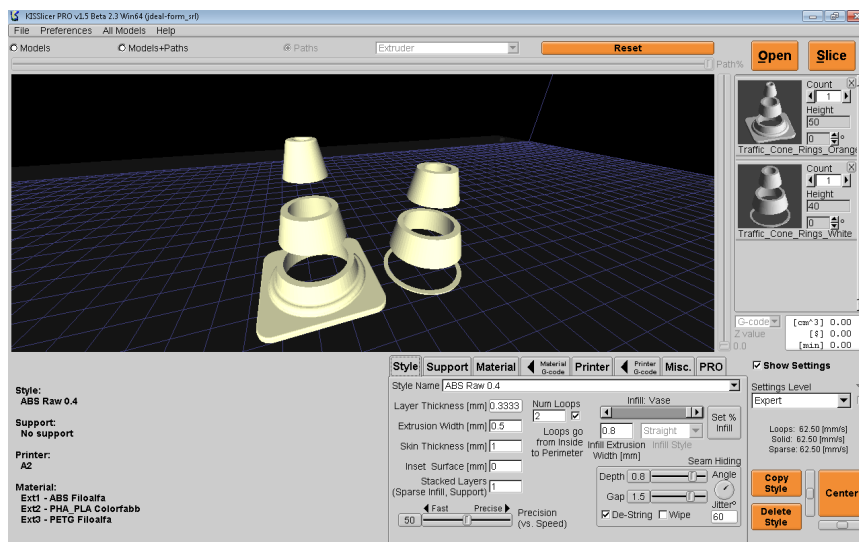 KISSlicer PRO v1.5 Beta 2.3 Win64 (jdeal-form_srl)
File Preferences All Models Help
Models Models+Paths Paths Extruder Reset
Path%
Open Slice
Count
1
Height
50
0 °
Traffic_Cone_Rings_Orange
Count
1
Height
40
0 °
Traffic_Cone_Rings_White
G-code [cm^3] 0.00
Z value [$] 0.00
0.0 [min] 0.00
Style Support Material Material G-code Printer Printer G-code Misc. PRO
Show Settings
Style Name ABS Raw 0.4
Settings Level
Expert
Style:
ABS Raw 0.4
Support:
No support
Printer:
A2
Material:
Ext1 - ABS Filoalfa
Ext2 - PHA_PLA Colorfabb
Ext3 - PETG Filoalfa
Layer Thickness [mm] 0.3333
Extrusion Width [mm] 0.5
Skin Thickness [mm] 1
Inset Surface [mm] 0
Stacked Layers
(Sparse Infill, Support) 1
Fast Precise
50
Precision
(vs. Speed)
Num Loops
2
Loops go
from Inside
to Perimeter
Infill: Vase
0.8 Straight
Infill Extrusion Infill Style
Width [mm]
Set %
Infill
Seam Hiding
Depth 0.8 Angle
Gap 1.5 Jitterº
De-String Wipe 60
Loops: 62.50 [mm/s]
Solid: 62.50 [mm/s]
Sparse: 62.50 [mm/s]
Copy
Style
Delete
Style
Center